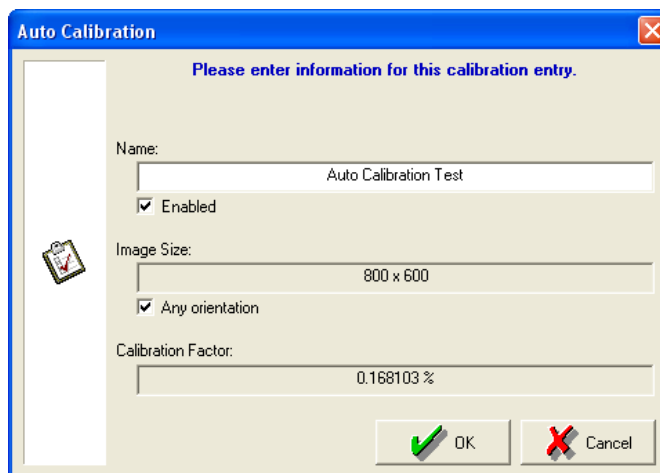 Auto Calibration
Please enter information for this calibration entry.
Name:
Auto Calibration Test
Enabled
Image Size:
800 x 600
Any orientation
Calibration Factor:
0.168103 %
OK
Cancel